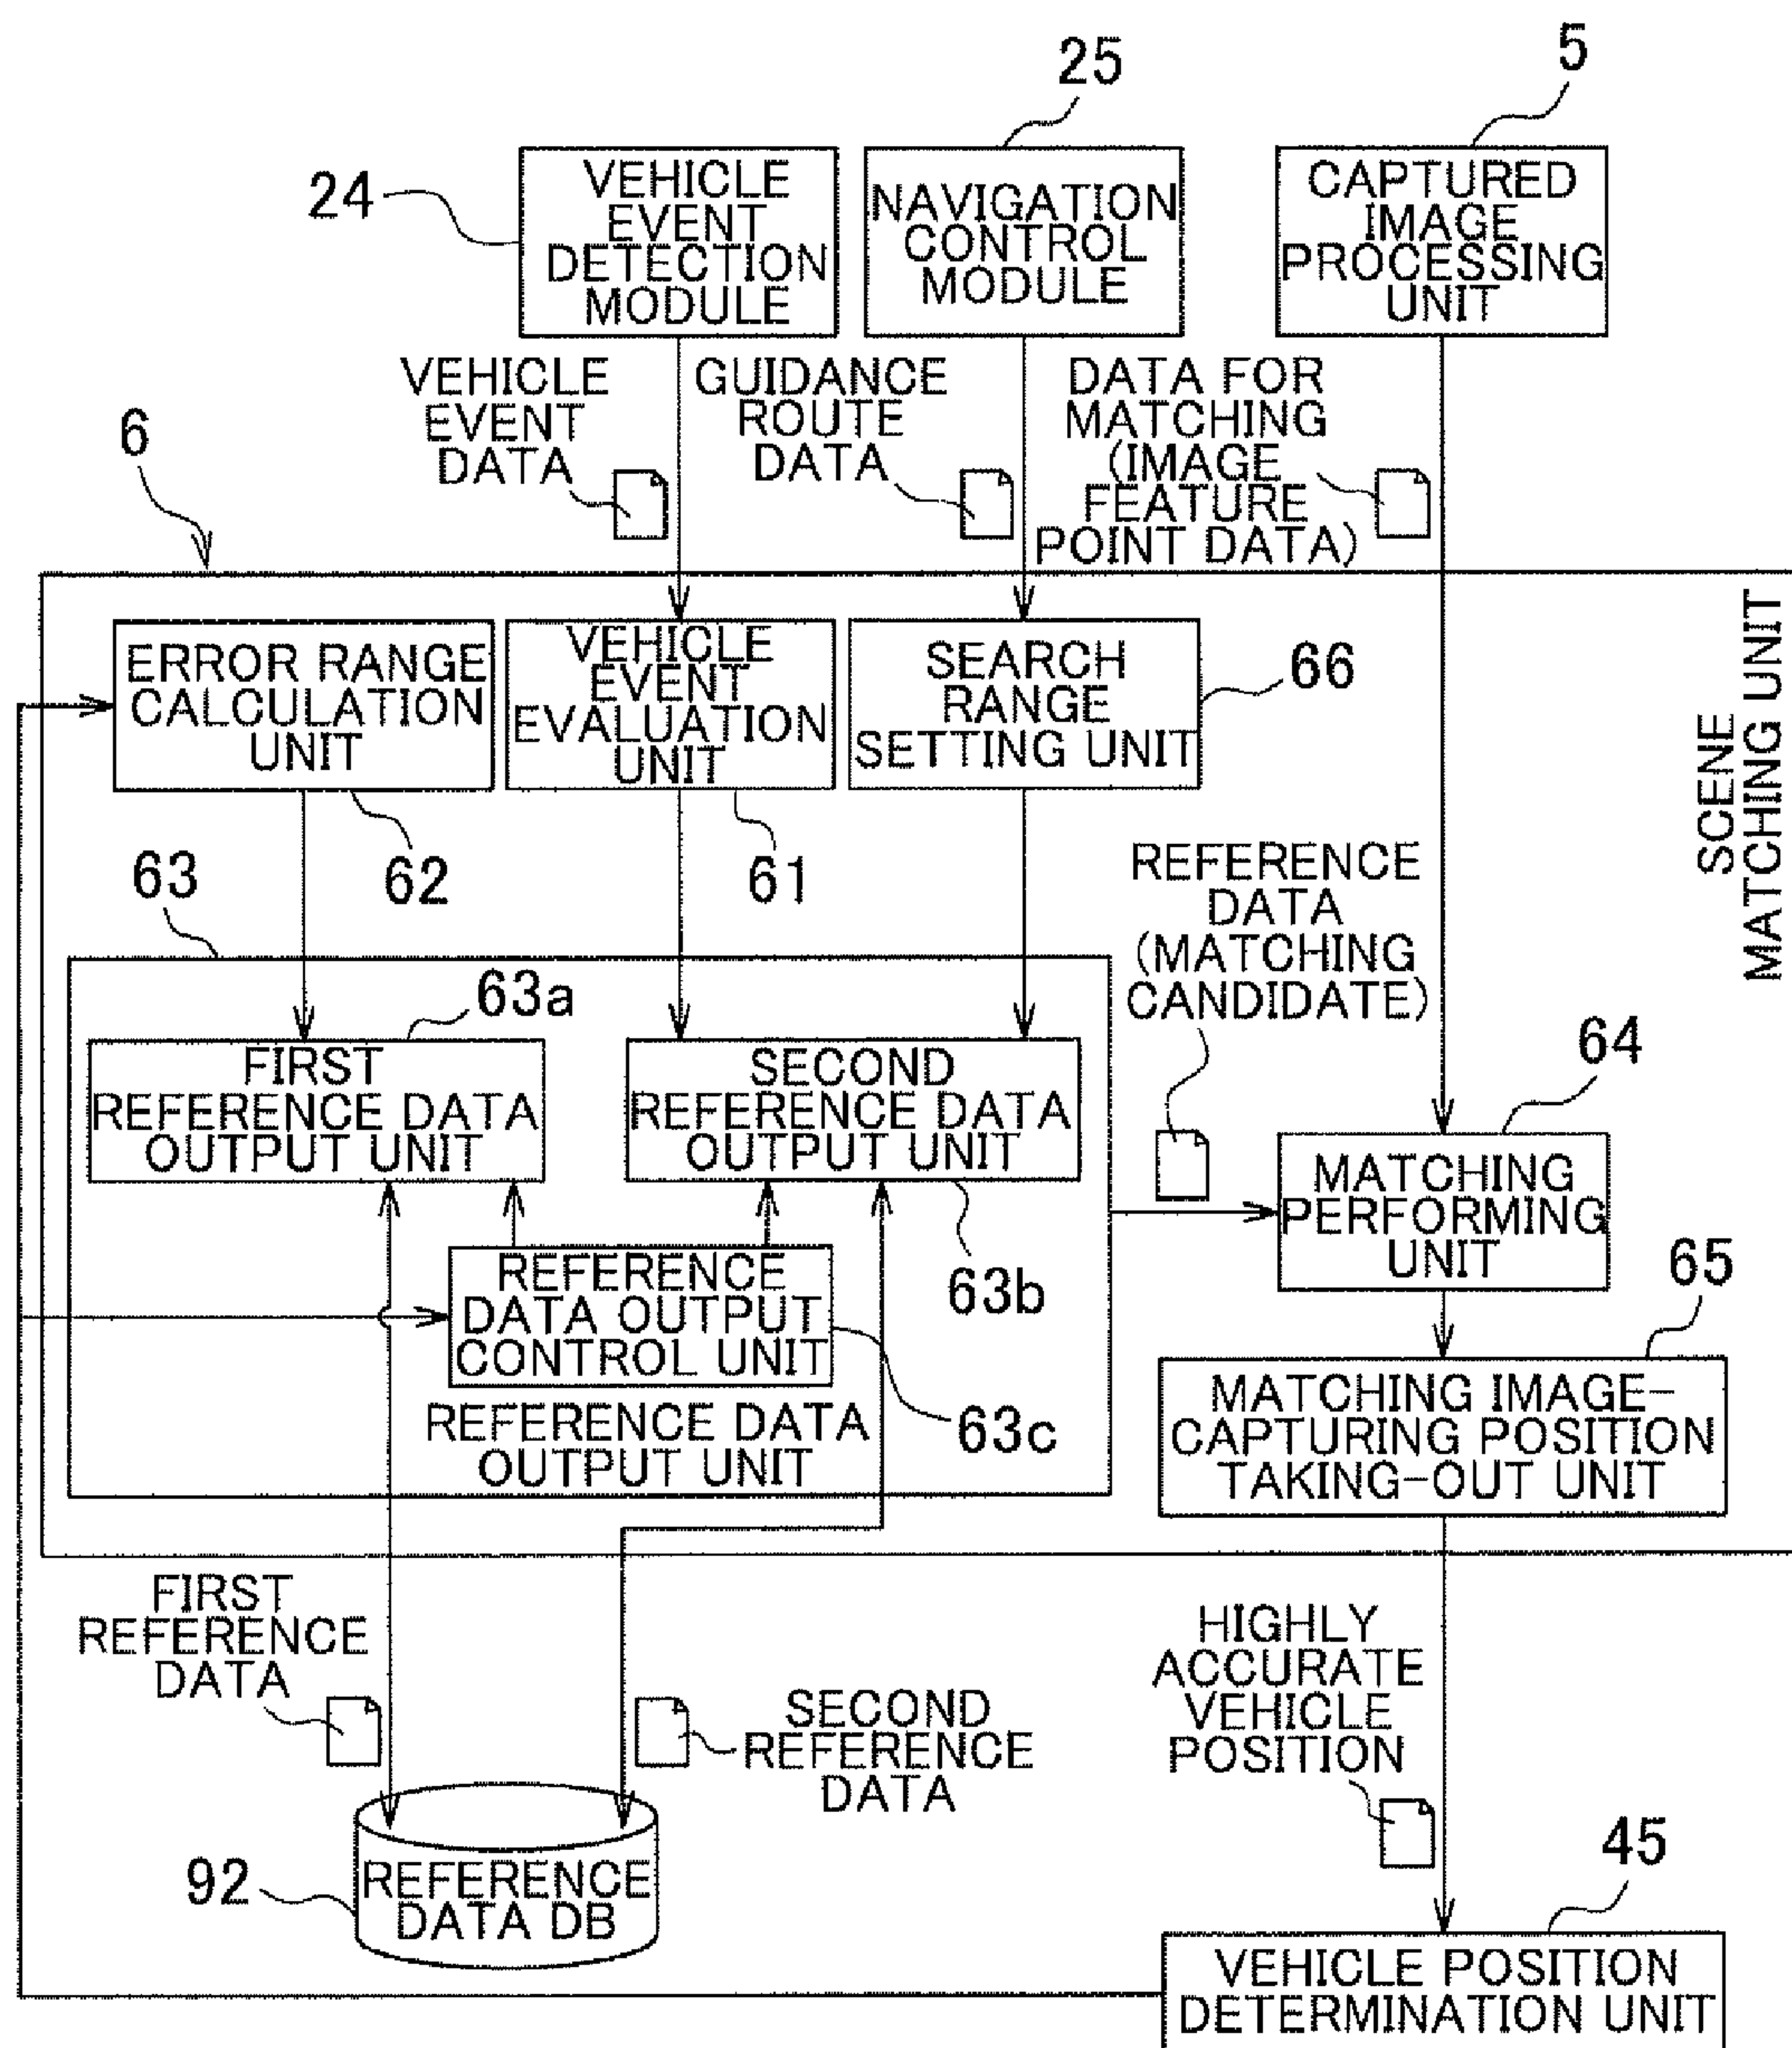 25
5
24
VEHICLE
EVENT
DETECTION
MODULE
NAVIGATION
CONTROL
MODULE
CAPTURED
IMAGE
PROCESSING
UNIT
VEHICLE
EVENT
DATA
GUIDANCE
ROUTE
DATA
DATA FOR
MATCHING
(IMAGE
FEATURE
POINT DATA)
6
SCENE
MATCHING UNIT
ERROR RANGE
CALCULATION
UNIT
VEHICLE
EVENT
EVALUATION
UNIT
SEARCH
RANGE
SETTING UNIT
66
62
61
63
REFERENCE
DATA
(MATCHING
CANDIDATE)
63a
FIRST
REFERENCE DATA
OUTPUT UNIT
SECOND
REFERENCE DATA
OUTPUT UNIT
64
MATCHING
PERFORMING
UNIT
REFERENCE
DATA OUTPUT
CONTROL UNIT
63b
65
63c
REFERENCE DATA
OUTPUT UNIT
MATCHING IMAGE-
CAPTURING POSITION
TAKING-OUT UNIT
FIRST
REFERENCE
DATA
SECOND
REFERENCE
DATA
HIGHLY
ACCURATE
VEHICLE
POSITION
92
REFERENCE
DATA DB
45
VEHICLE POSITION
DETERMINATION UNIT